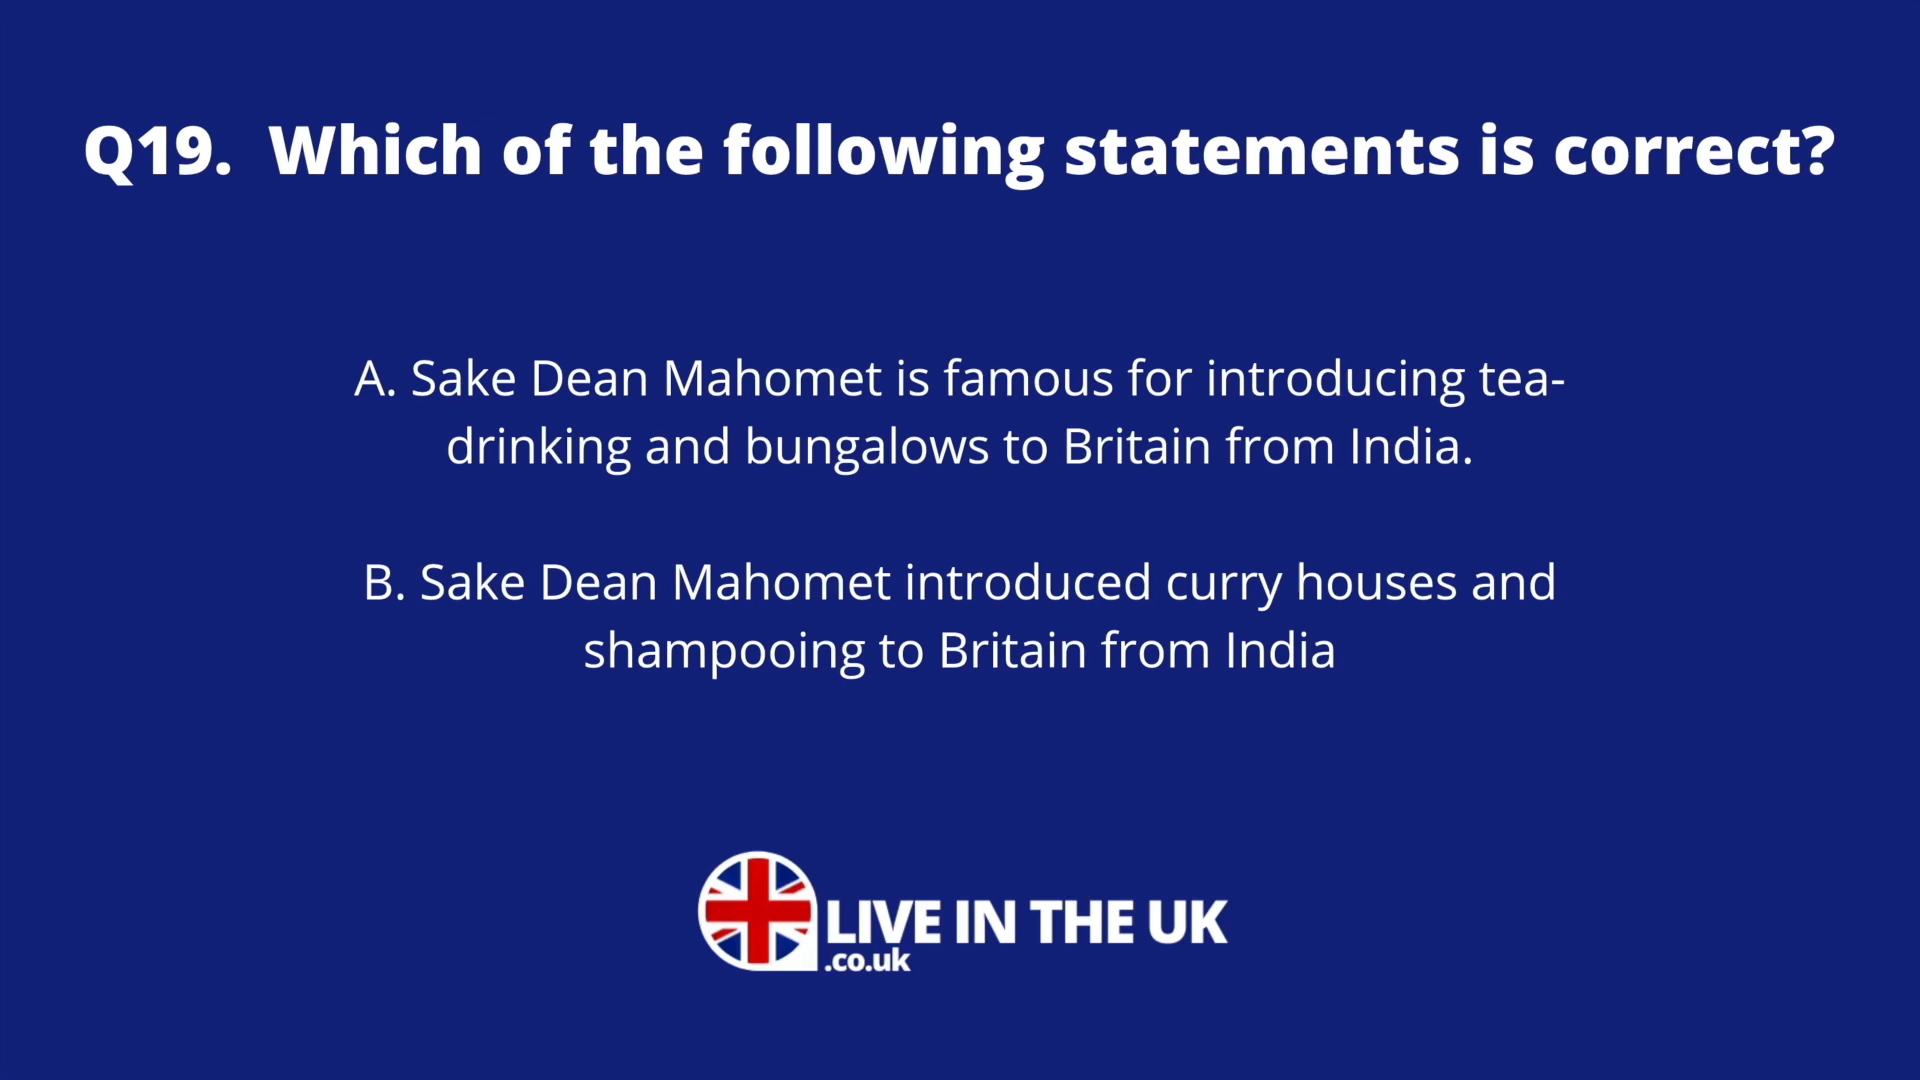 Q19. Which of the following statements is correct?
A. Sake Dean Mahomet is famous for introducing tea-
drinking and bungalows to Britain from India.
B. Sake Dean Mahomet introduced curry houses and
shampooing to Britain from India
LIVE IN THE UK
.co.uk